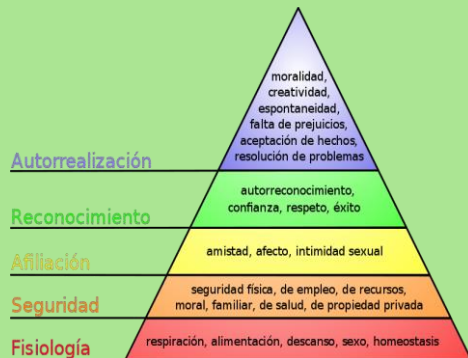 moralidad,
creatividad,
espontaneidad,
falta de prejuicios,
aceptación de hechos,
resolución de problemas
Autorrealización
autorreconocimiento,
confianza, respeto, éxito
Reconocimiento
amistad, afecto, intimidad sexual
Afiliación
seguridad física, de empleo, de recursos,
moral, familiar, de salud, de propiedad privada
Seguridad
respiración, alimentación, descanso, sexo, homeostasis
Fisiología